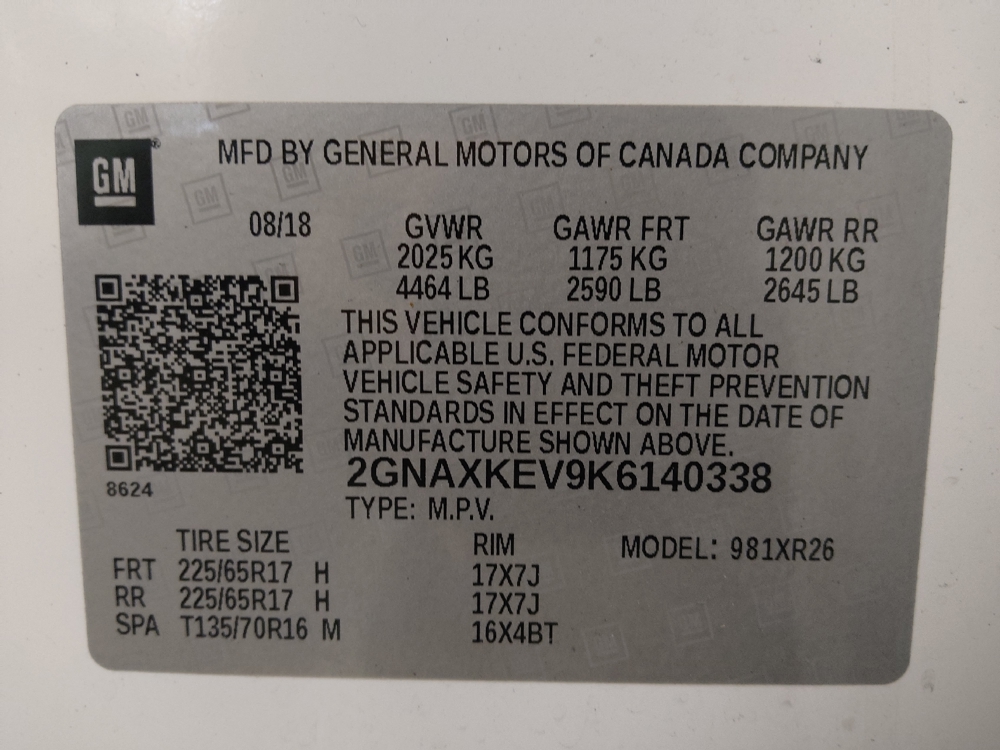 GM
MFD BY GENERAL MOTORS OF CANADA COMPANY
08/18 GVWR GAWR FRT GAWR RR
2025 KG 1175 KG 1200 KG
4464 LB 2590 LB 2645 LB
THIS VEHICLE CONFORMS TO ALL
APPLICABLE U.S. FEDERAL MOTOR
VEHICLE SAFETY AND THEFT PREVENTION
STANDARDS IN EFFECT ON THE DATE OF
MANUFACTURE SHOWN ABOVE.
2GNAXKEV9K6140338
8624
TYPE: M.P.V.
TIRE SIZE RIM MODEL: 981XR26
FRT 225/65R17 H 17X7J
RR 225/65R17 H 17X7J
SPA T135/70R16 M 16X4BT